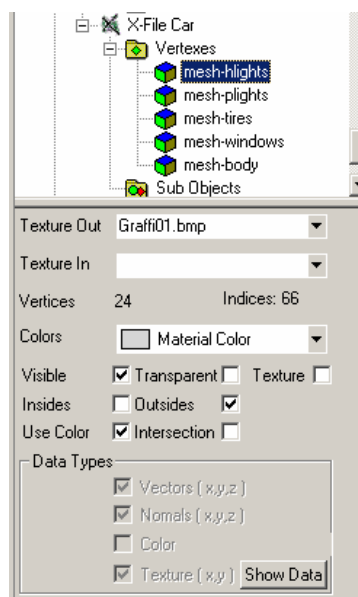 X-File Car
Vertexes
mesh-hlights
mesh-plights
mesh-tires
mesh-windows
mesh-body
Sub Objects
Texture Out Graffi01.bmp
Texture In
Vertices 24 Indices: 66
Colors Material Color
Visible Transparent Texture
Insides Outsides
Use Color Intersection
Data Types
Vectors ( x,y,z )
Nomals ( x,y,z )
Color
Texture ( x,y ) Show Data